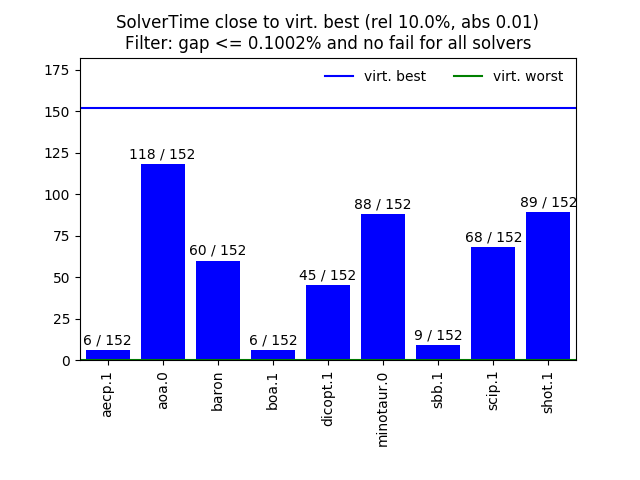 SolverTime close to virt. best (rel 10.0%, abs 0.01)
Filter: gap <= 0.1002% and no fail for all solvers
virt. best
virt. worst
175
150
125
100
75
50
25
0
6 / 152
118 / 152
60 / 152
6 / 152
45 / 152
88 / 152
9 / 152
68 / 152
89 / 152
aecp.1
aoa.0
baron
boa.1
dicopt.1
minotaur.0
sbb.1
scip.1
shot.1